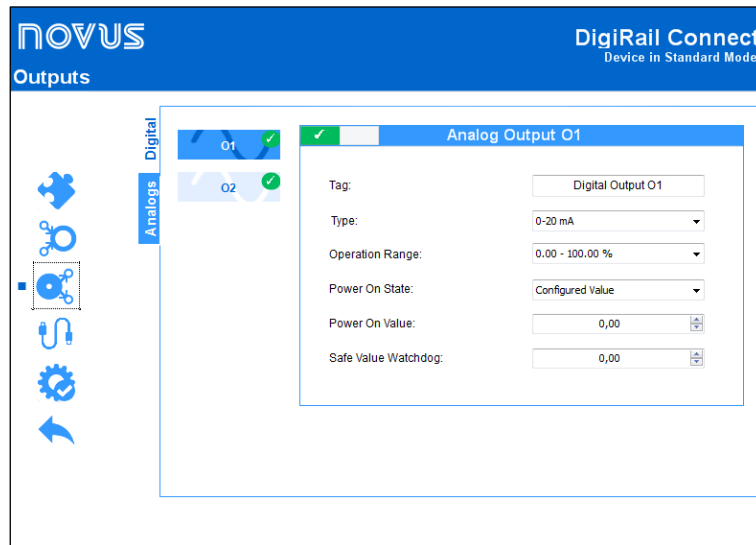 novus
DigiRail Connect
Device in Standard Mode
Outputs
Digital
Analogs
O1
O2
Analog Output O1
Tag:
Digital Output O1
Type:
0-20 mA
Operation Range:
0.00 - 100.00 %
Power On State:
Configured Value
Power On Value:
0,00
Safe Value Watchdog:
0,00